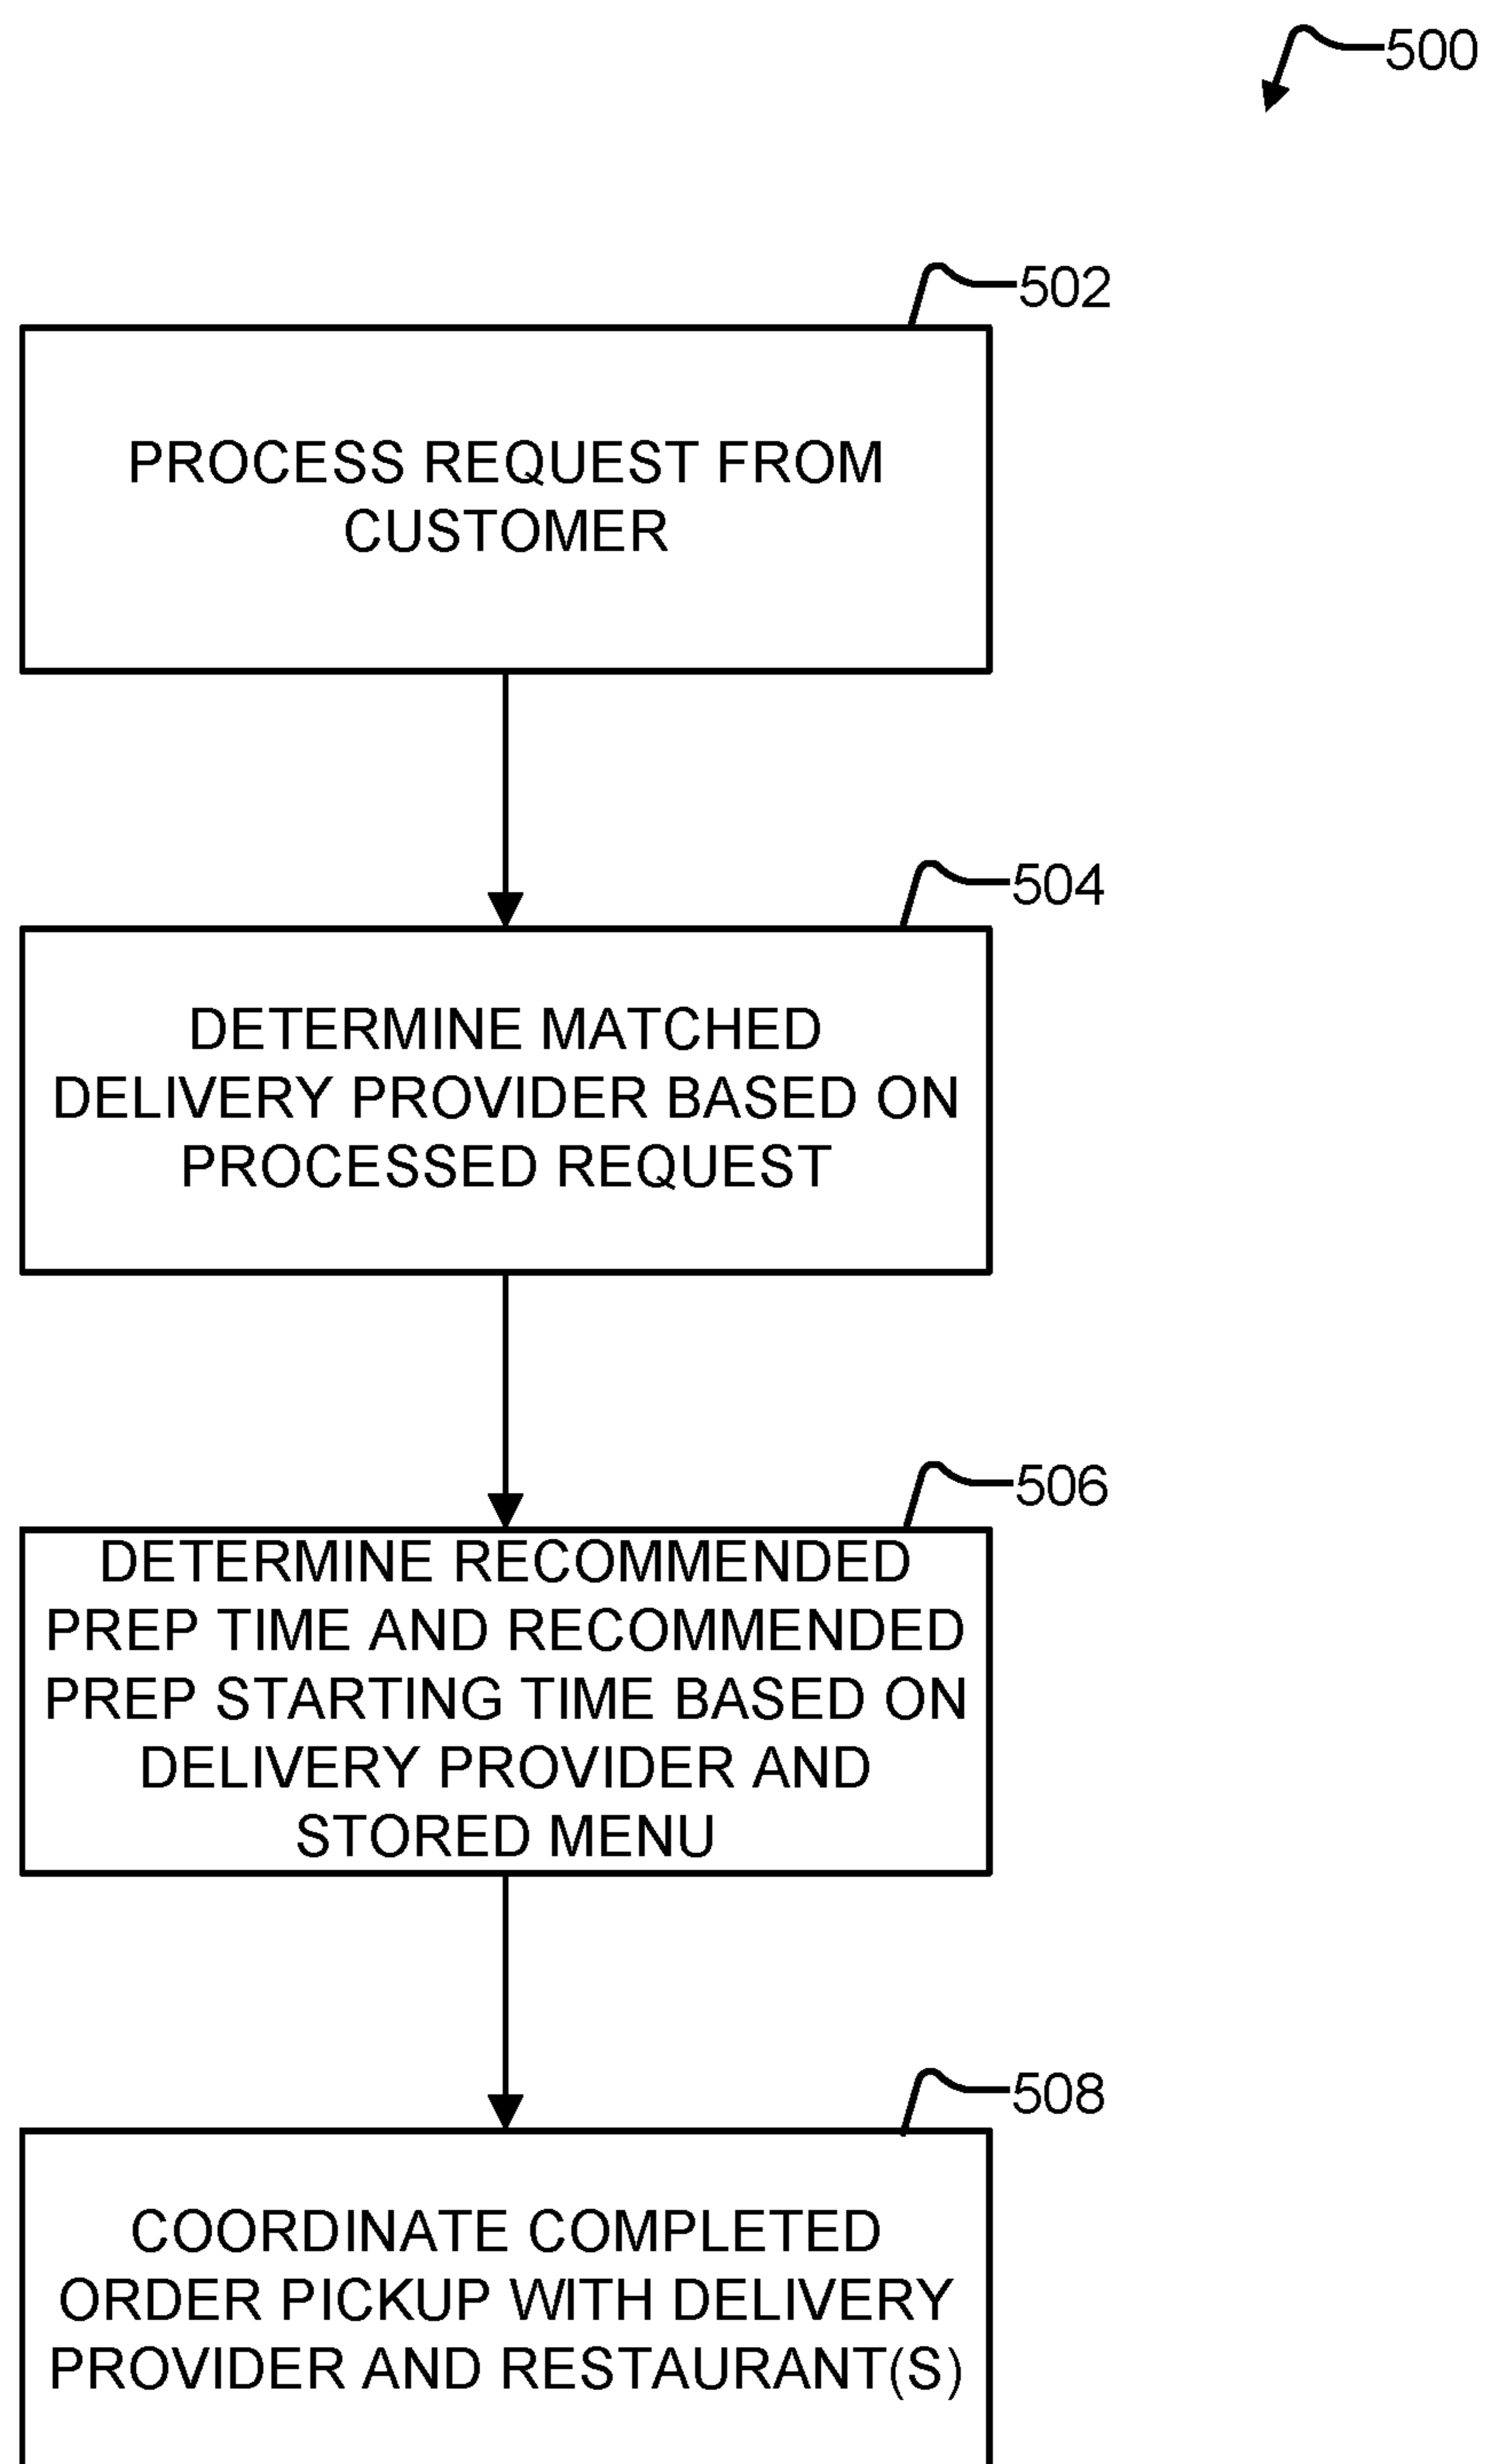 500
502
PROCESS REQUEST FROM
CUSTOMER
504
DETERMINE MATCHED
DELIVERY PROVIDER BASED ON
PROCESSED REQUEST
506
DETERMINE RECOMMENDED
PREP TIME AND RECOMMENDED
PREP STARTING TIME BASED ON
DELIVERY PROVIDER AND
STORED MENU
508
COORDINATE COMPLETED
ORDER PICKUP WITH DELIVERY
PROVIDER AND RESTAURANT(S)